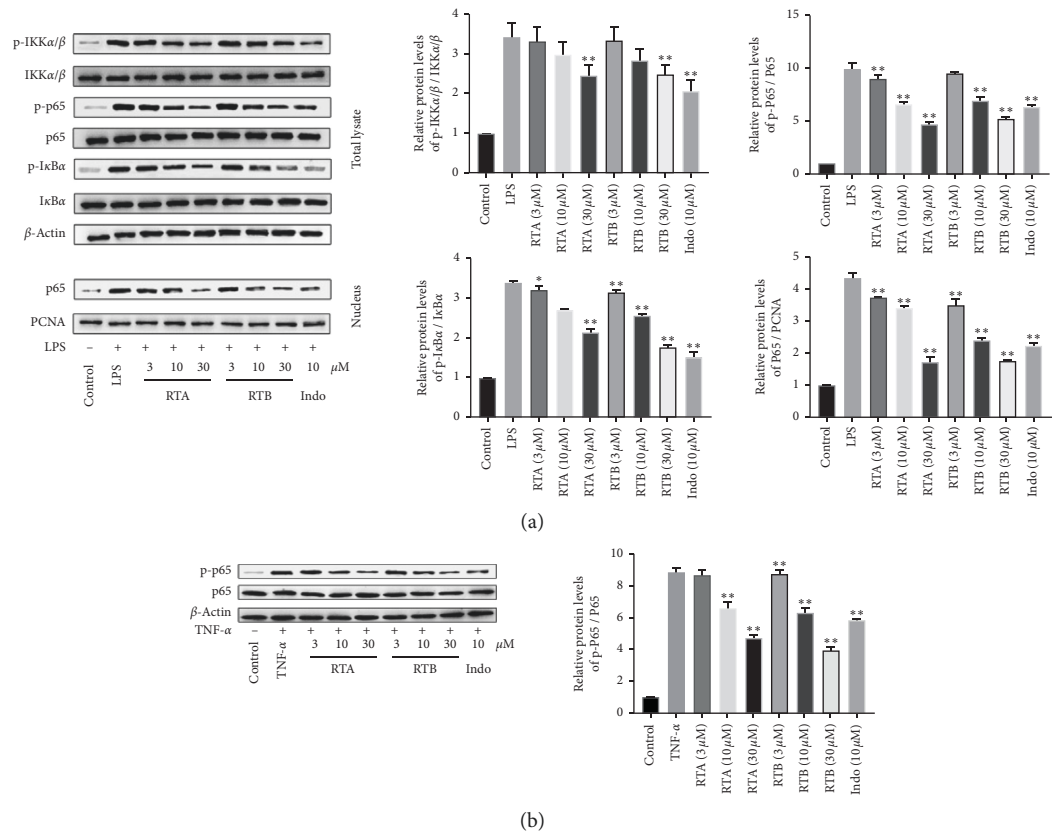 p-IKKα/β
IKKα/β
p-p65
p65
p-IκBα
IκBα
β-Actin
Total lysate
p65
PCNA
Nucleus
LPS – + + + + + + + +
Control LPS 3 10 30 3 10 30 10 μM
RTA RTB Indo
Relative protein levels
of p-IKKα/β / IKKα/β
4
3
2
1
0
** ** **
Control
LPS
RTA (3 μM)
RTA (10 μM)
RTA (30 μM)
RTB (3 μM)
RTB (10 μM)
RTB (30 μM)
Indo (10 μM)
Relative protein levels
of p-P65 / P65
15
10
5
0
** ** ** ** ** **
Control
LPS
RTA (3 μM)
RTA (10 μM)
RTA (30 μM)
RTB (3 μM)
RTB (10 μM)
RTB (30 μM)
Indo (10 μM)
Relative protein levels
of p-IκBα / IκBα
4
3
2
1
0
* ** ** ** ** **
Control
LPS
RTA (3 μM)
RTA (10 μM)
RTA (30 μM)
RTB (3 μM)
RTB (10 μM)
RTB (30 μM)
Indo (10 μM)
Relative protein levels
of P65 / PCNA
5
4
3
2
1
0
** ** ** ** ** ** **
Control
LPS
RTA (3 μM)
RTA (10 μM)
RTA (30 μM)
RTB (3 μM)
RTB (10 μM)
RTB (30 μM)
Indo (10 μM)
(a)
p-p65
p65
β-Actin
TNF-α – + + + + + + + +
Control TNF-α 3 10 30 3 10 30 10 μM
RTA RTB Indo
Relative protein levels
of p-P65 / P65
10
8
6
4
2
0
** ** ** ** ** **
Control
TNF-α
RTA (3 μM)
RTA (10 μM)
RTA (30 μM)
RTB (3 μM)
RTB (10 μM)
RTB (30 μM)
Indo (10 μM)
(b)